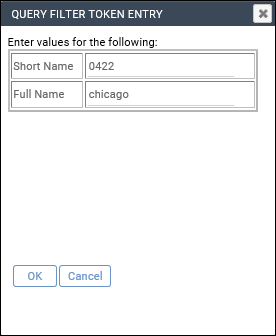 QUERY FILTER TOKEN ENTRY
Enter values for the following:
Short Name 0422
Full Name chicago
OK Cancel